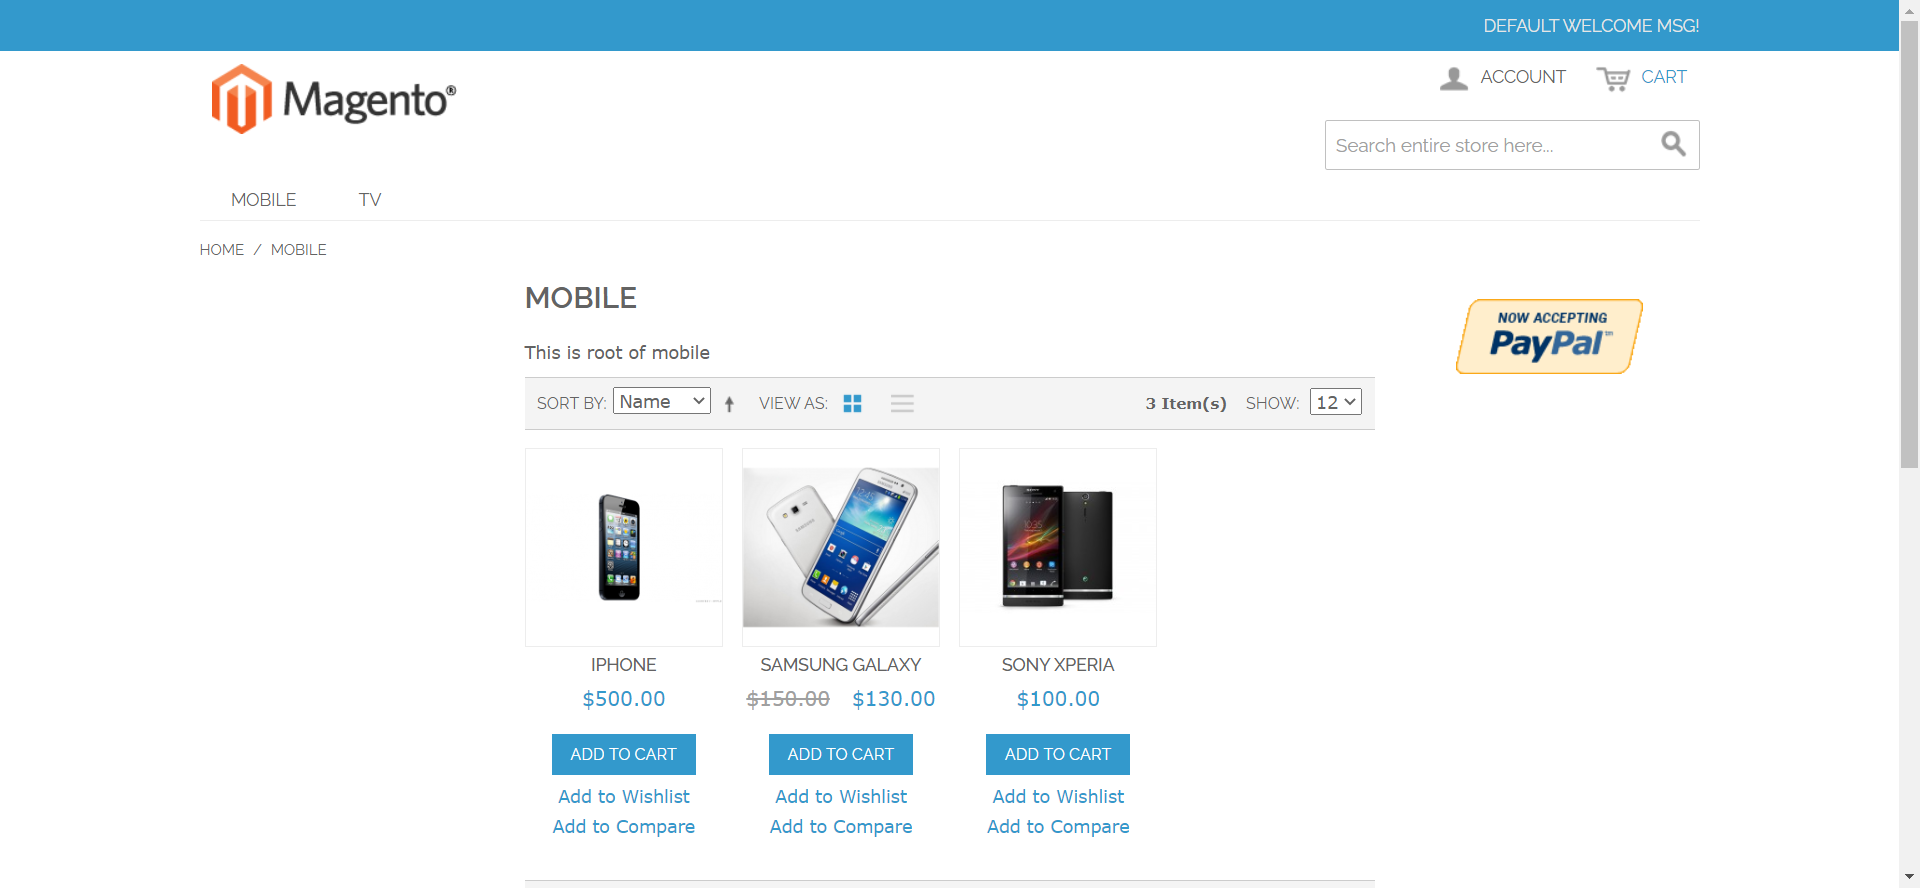 DEFAULT WELCOME MSG!
Magento®
ACCOUNT
CART
Search entire store here...
MOBILE
TV
HOME / MOBILE
MOBILE
NOW ACCEPTING
PayPal™
This is root of mobile
SORT BY: Name
VIEW AS:
3 Item(s)
SHOW: 12
IPHONE
$500.00
ADD TO CART
Add to Wishlist
Add to Compare
SAMSUNG GALAXY
$150.00 $130.00
ADD TO CART
Add to Wishlist
Add to Compare
SONY XPERIA
$100.00
ADD TO CART
Add to Wishlist
Add to Compare